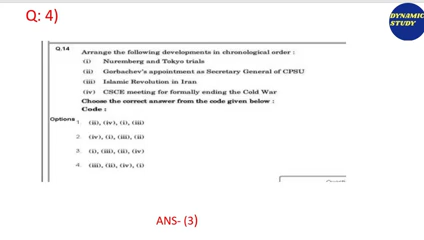 Q: 4)
DYNAMIC
STUDY
Q.14
Arrange the following developments in chronological order :
(i) Nuremberg and Tokyo trials
(ii) Gorbazhev's appointment as Secretary General of CPSU
(iii) Islamic Revolution in Iran
(iv) CSCE meeting for formally ending the Cold War
Choose the correct answer from the code given below :
Code :
Options 1. (ii), (iv), (i), (iii)
2. (iv), (i), (iii), (ii)
3. (i), (iii), (ii), (iv)
4. (iii), (ii), (iv), (i)
ANS- (3)